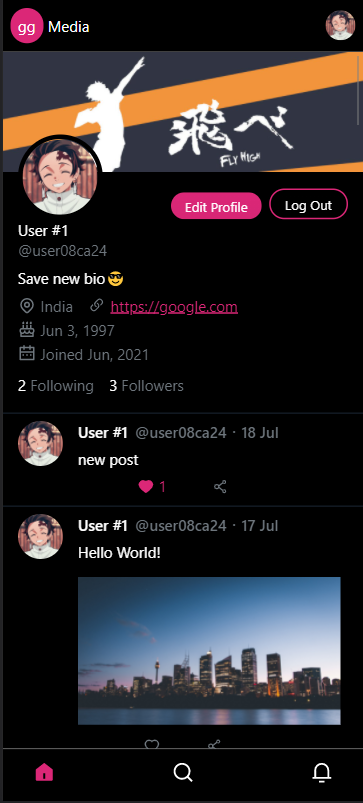 gg Media
飛べ
FLY HIGH
Edit Profile
Log Out
User #1
@user08ca24
Save new bio😎
India https://google.com
Jun 3, 1997
Joined Jun, 2021
2 Following 3 Followers
User #1 @user08ca24 · 18 Jul
new post
1
User #1 @user08ca24 · 17 Jul
Hello World!